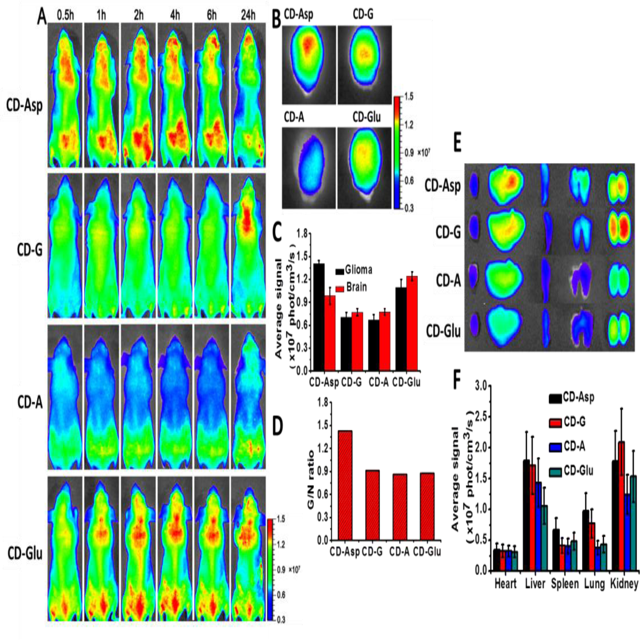 A
0.5h 1h 2h 4h 6h 24h
CD-Asp
CD-G
CD-A
CD-Glu
1.5
1.2
0.9 ×10⁷
0.6
0.3
B
CD-Asp CD-G
CD-A CD-Glu
1.5
1.2
0.9 ×10⁷
0.6
0.3
C
Average signal
(x10⁷ phot/cm3/s)
1.8
1.5
1.2
0.9
0.6
0.3
0.0
Glioma
Brain
CD-Asp CD-G CD-A CD-Glu
D
G/N ratio
1.8
1.5
1.2
0.9
0.6
0.3
0.0
CD-Asp CD-G CD-A CD-Glu
E
CD-Asp
CD-G
CD-A
CD-Glu
F
Average signal
(x10⁷ phot/cm3/s)
3.0
2.5
2.0
1.5
1.0
0.5
0.0
CD-Asp
CD-G
CD-A
CD-Glu
Heart Liver Spleen Lung Kidney